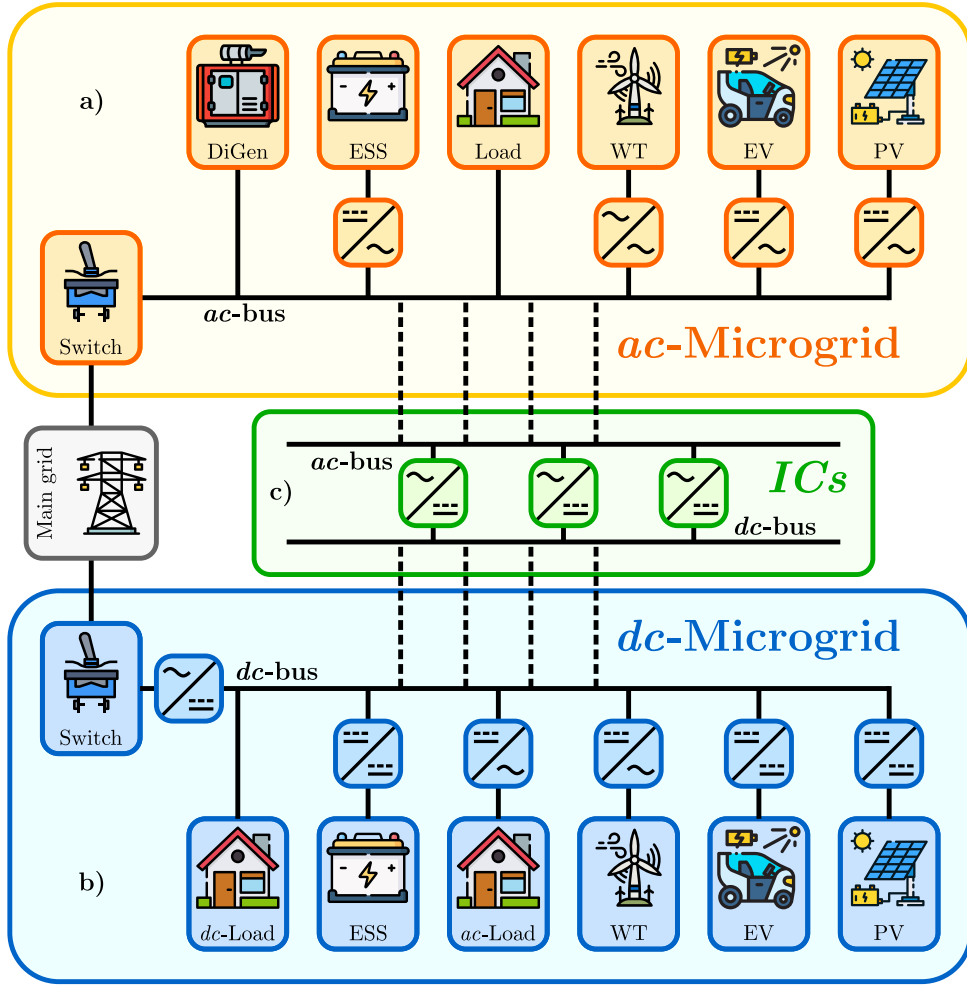 a)
DiGen
ESS
Load
WT
EV
PV
Switch
ac-bus
ac-Microgrid
Main grid
ac-bus
c)
ICs
dc-bus
dc-Microgrid
dc-bus
Switch
b)
dc-Load
ESS
ac-Load
WT
EV
PV